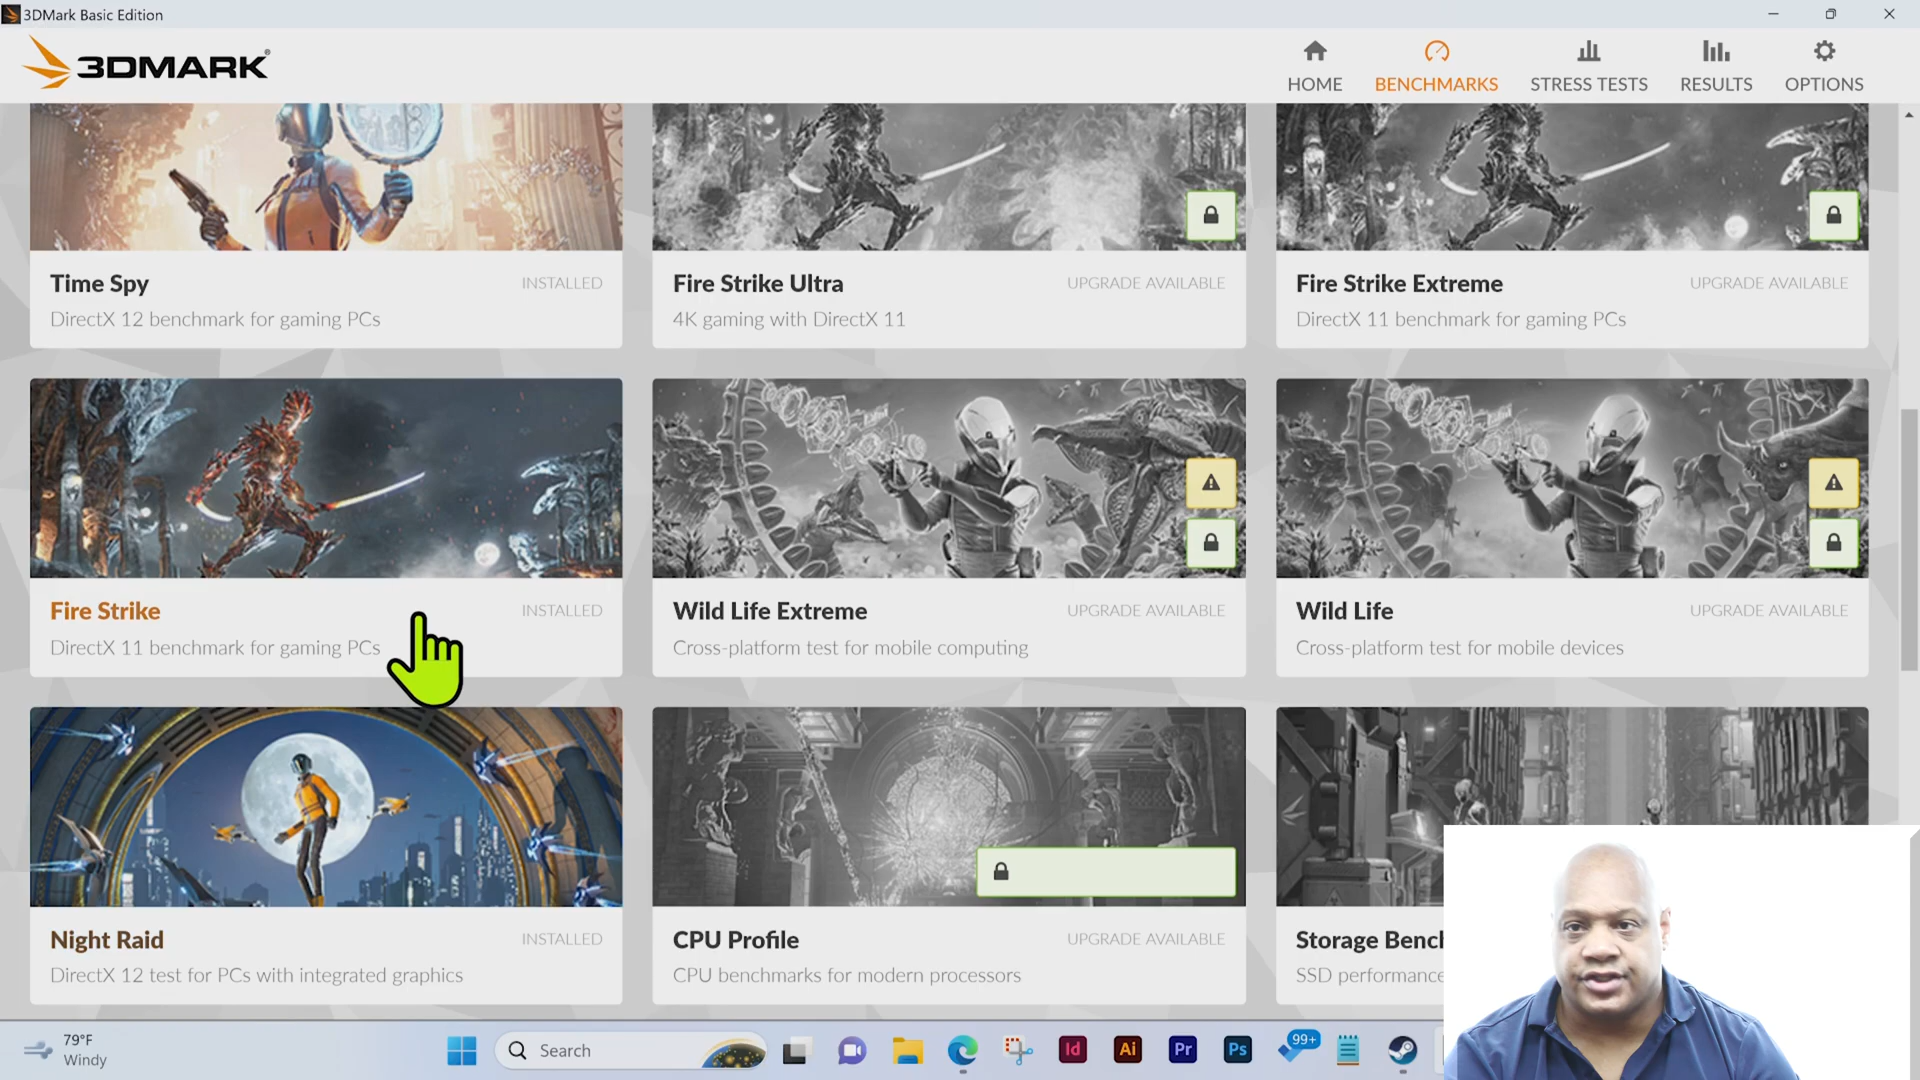 3DMark Basic Edition
3DMARK®
HOME
BENCHMARKS
STRESS TESTS
RESULTS
OPTIONS
Time Spy
INSTALLED
DirectX 12 benchmark for gaming PCs
Fire Strike Ultra
UPGRADE AVAILABLE
4K gaming with DirectX 11
Fire Strike Extreme
UPGRADE AVAILABLE
DirectX 11 benchmark for gaming PCs
Fire Strike
INSTALLED
DirectX 11 benchmark for gaming PCs
Wild Life Extreme
UPGRADE AVAILABLE
Cross-platform test for mobile computing
Wild Life
UPGRADE AVAILABLE
Cross-platform test for mobile devices
Night Raid
INSTALLED
DirectX 12 test for PCs with integrated graphics
CPU Profile
UPGRADE AVAILABLE
CPU benchmarks for modern processors
Storage Bencl
SSD performance
79°F
Windy
Search
Id
Ai
Pr
Ps
99+